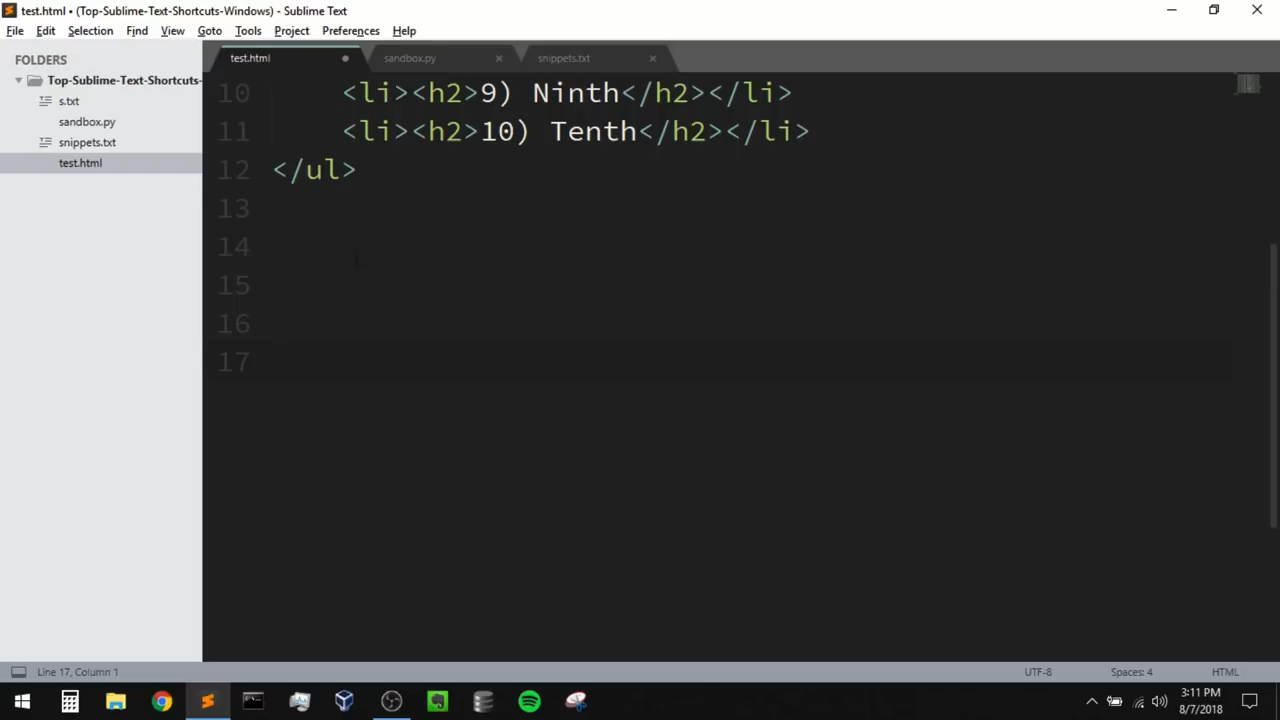 test.html • (Top-Sublime-Text-Shortcuts-Windows) - Sublime Text
File Edit Selection Find View Goto Tools Project Preferences Help
FOLDERS
Top-Sublime-Text-Shortcuts-
s.txt
sandbox.py
snippets.txt
test.html
test.html sandbox.py snippets.txt
10 <li><h2>9) Ninth</h2></li>
11 <li><h2>10) Tenth</h2></li>
12 </ul>
13
14
15
16
17
Line 17, Column 1 UTF-8 Spaces: 4 HTML
3:11 PM
8/7/2018